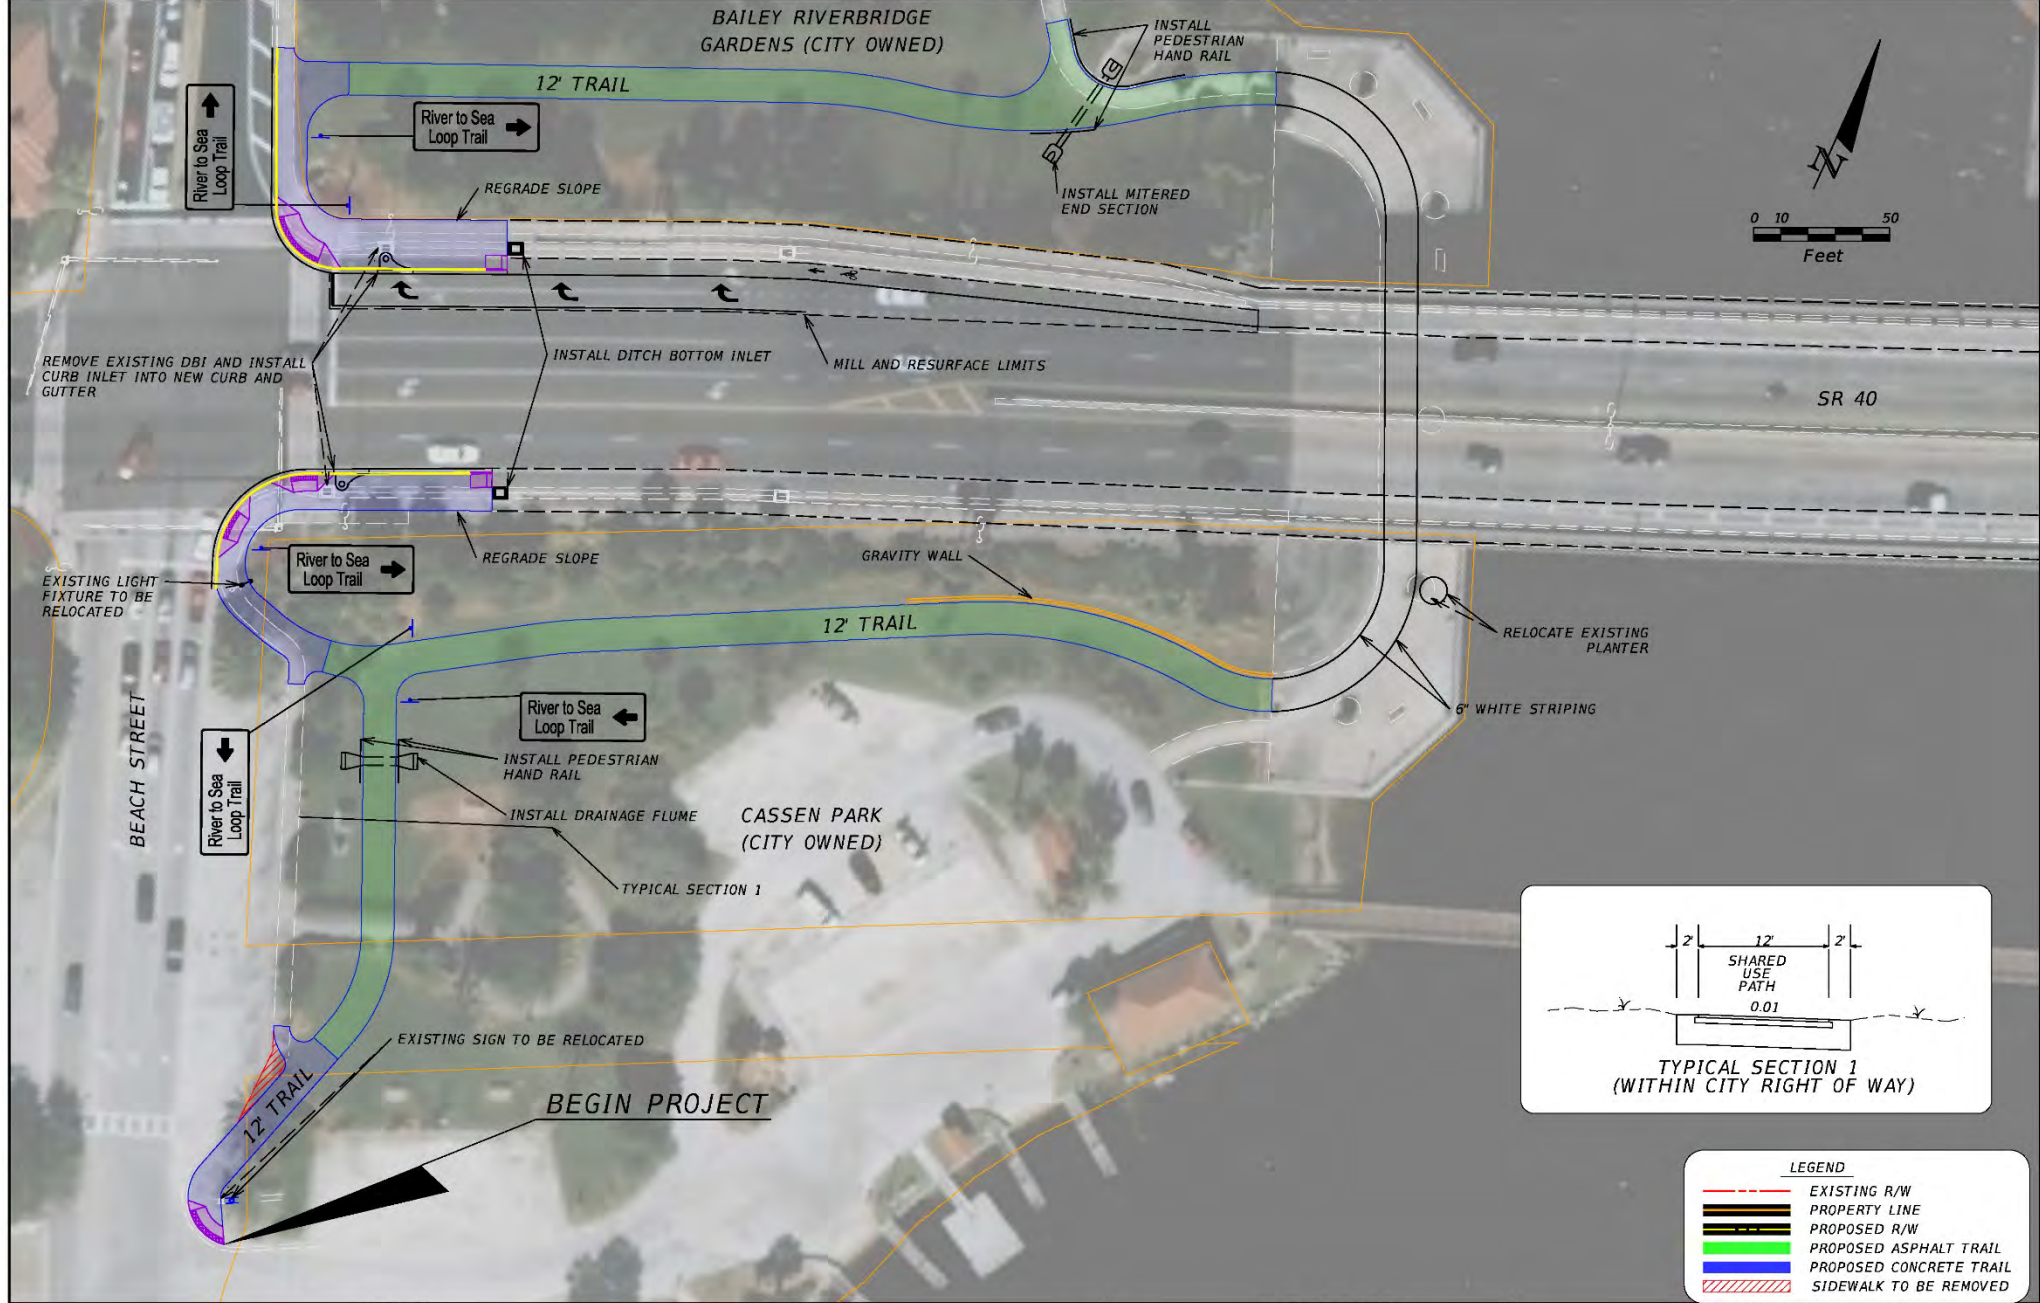 BAILEY RIVERBRIDGE
GARDENS (CITY OWNED)
INSTALL
PEDESTRIAN
HAND RAIL
12' TRAIL
River to Sea
Loop Trail
River to Sea
Loop Trail
REGRADE SLOPE
INSTALL MITERED
END SECTION
N
0 10 50
Feet
REMOVE EXISTING DBI AND INSTALL
CURB INLET INTO NEW CURB AND
GUTTER
INSTALL DITCH BOTTOM INLET
MILL AND RESURFACE LIMITS
SR 40
REGRADE SLOPE
GRAVITY WALL
River to Sea
Loop Trail
EXISTING LIGHT
FIXTURE TO BE
RELOCATED
12' TRAIL
RELOCATE EXISTING
PLANTER
6" WHITE STRIPING
River to Sea
Loop Trail
River to Sea
Loop Trail
BEACH STREET
INSTALL PEDESTRIAN
HAND RAIL
INSTALL DRAINAGE FLUME
CASSEN PARK
(CITY OWNED)
TYPICAL SECTION 1
EXISTING SIGN TO BE RELOCATED
12' TRAIL
BEGIN PROJECT
2' 12' 2'
SHARED
USE
PATH
0.01
TYPICAL SECTION 1
(WITHIN CITY RIGHT OF WAY)
LEGEND
EXISTING R/W
PROPERTY LINE
PROPOSED R/W
PROPOSED ASPHALT TRAIL
PROPOSED CONCRETE TRAIL
SIDEWALK TO BE REMOVED